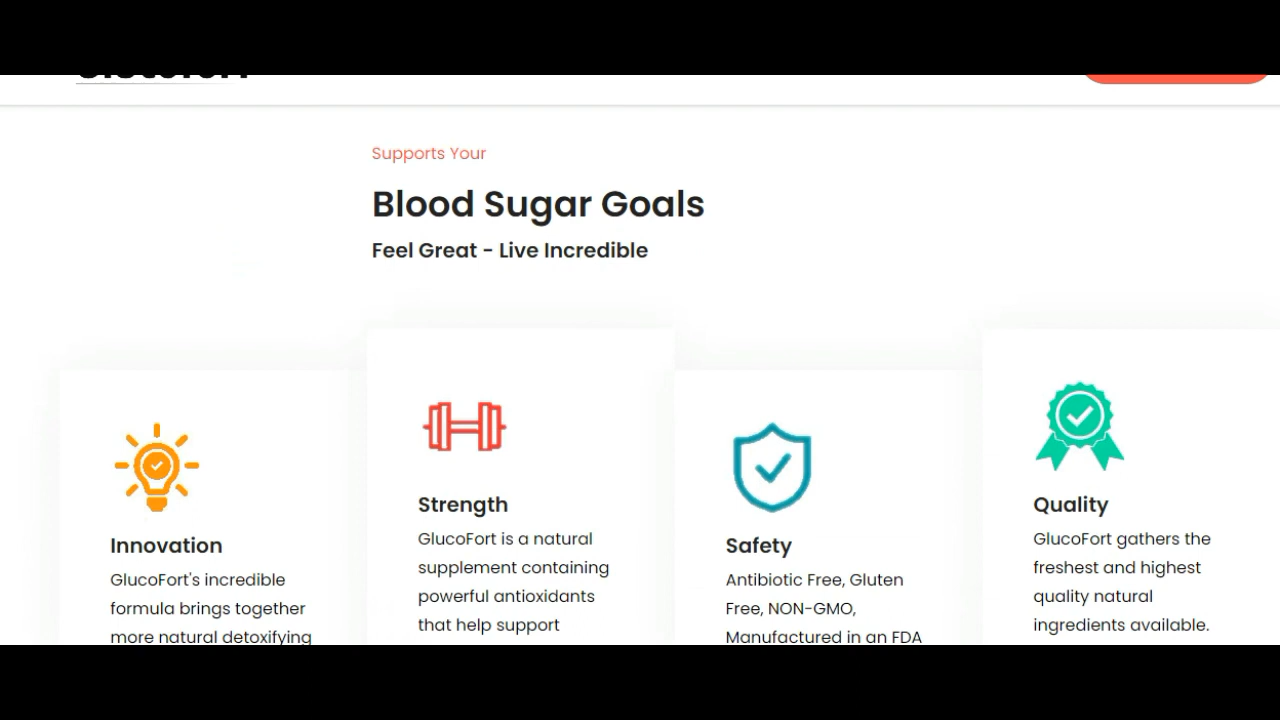 Supports Your
Blood Sugar Goals
Feel Great - Live Incredible
Innovation
GlucoFort's incredible
formula brings together
more natural detoxifying
Strength
GlucoFort is a natural
supplement containing
powerful antioxidants
that help support
Safety
Antibiotic Free, Gluten
Free, NON-GMO,
Manufactured in an FDA
Quality
GlucoFort gathers the
freshest and highest
quality natural
ingredients available.